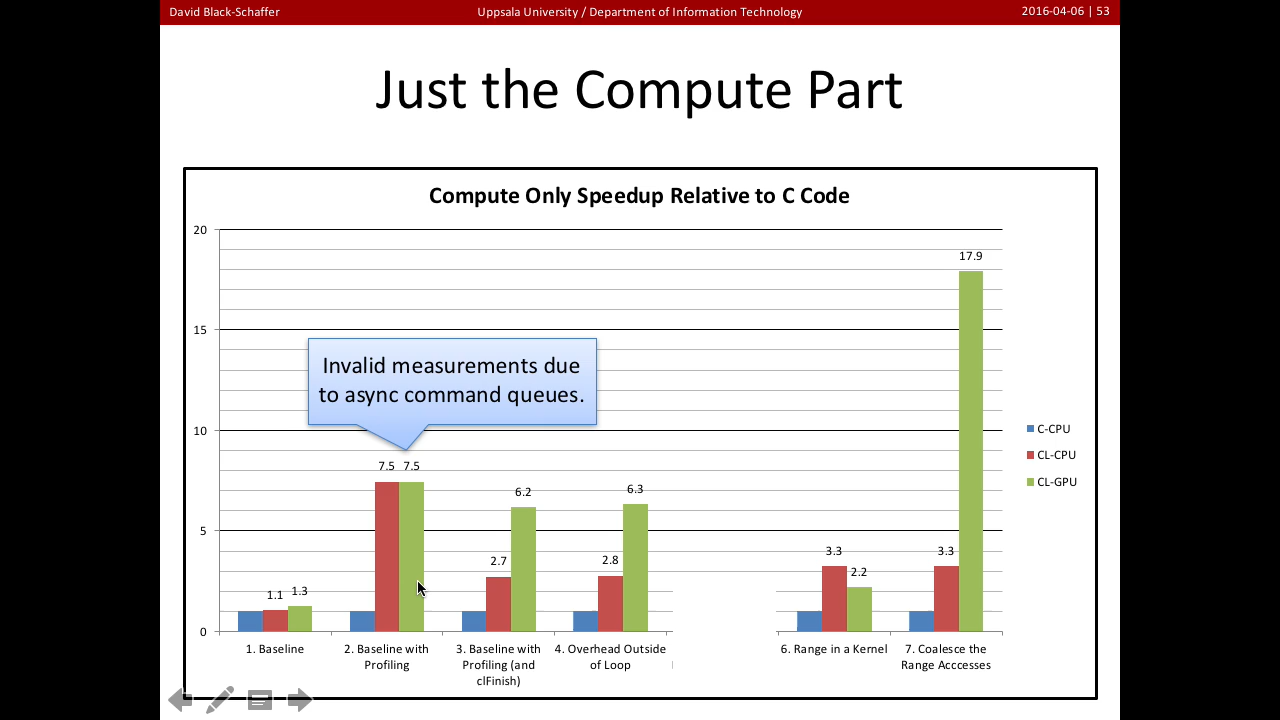 David Black-Schaffer
Uppsala University / Department of Information Technology
2016-04-06 | 53
Just the Compute Part
Compute Only Speedup Relative to C Code
20
15
10
5
0
17.9
Invalid measurements due
to async command queues.
7.5 7.5
6.2
6.3
2.7
2.8
3.3
3.3
2.2
1.1
1.3
C-CPU
CL-CPU
CL-GPU
1. Baseline
2. Baseline with
Profiling
3. Baseline with
Profiling (and
clFinish)
4. Overhead Outside
of Loop
6. Range in a Kernel
7. Coalesce the
Range Acccesses